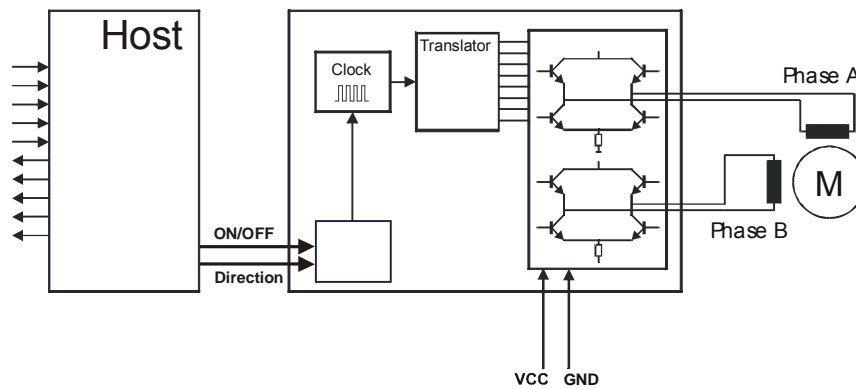 Host
Clock
Translator
Phase A
M
Phase B
ON/OFF
Direction
VCC GND